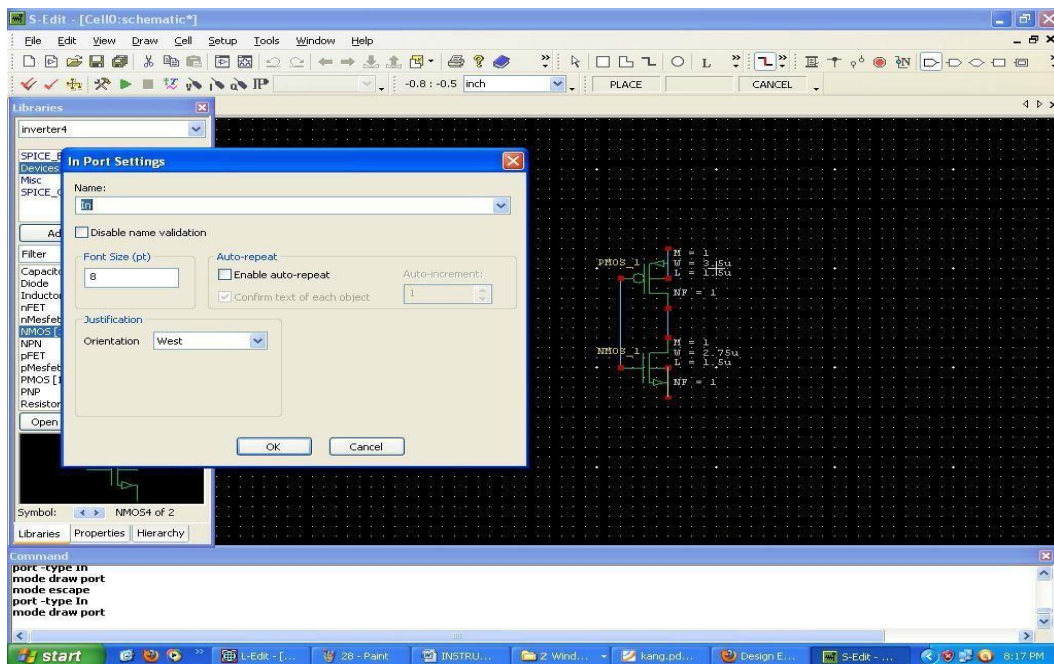 S-Edit - [Cell0:schematic*]
File Edit View Draw Cell Setup Tools Window Help
-0.8 : -0.5 inch PLACE CANCEL
Libraries
inverter4
SPICE_
Devices
Misc
SPICE_
Ad
Filter
Capacito
Diode
Inductor
nFET
nMesfet
NMOS [
NPN
pFET
pMesfet
PMOS [1
PNP
Resistor
Open
Symbol: NMOS4 of 2
Libraries Properties Hierarchy
In Port Settings
Name:
In
Disable name validation
Font Size (pt)
8
Auto-repeat
Enable auto-repeat
Confirm text of each object
Auto-increment:
1
Justification
Orientation West
OK Cancel
PMOS_1
M = 1
W = 3.5u
L = 1.5u
NF = 1
NMOS_1
M = 1
W = 2.75u
L = 1.5u
NF = 1
Command
port -type In
mode draw port
mode escape
port -type In
mode draw port
start L-Edit - [... 28 - Paint INSTRU... 2 Wind... kang.pd... Design E... S-Edit - ... 8:17 PM